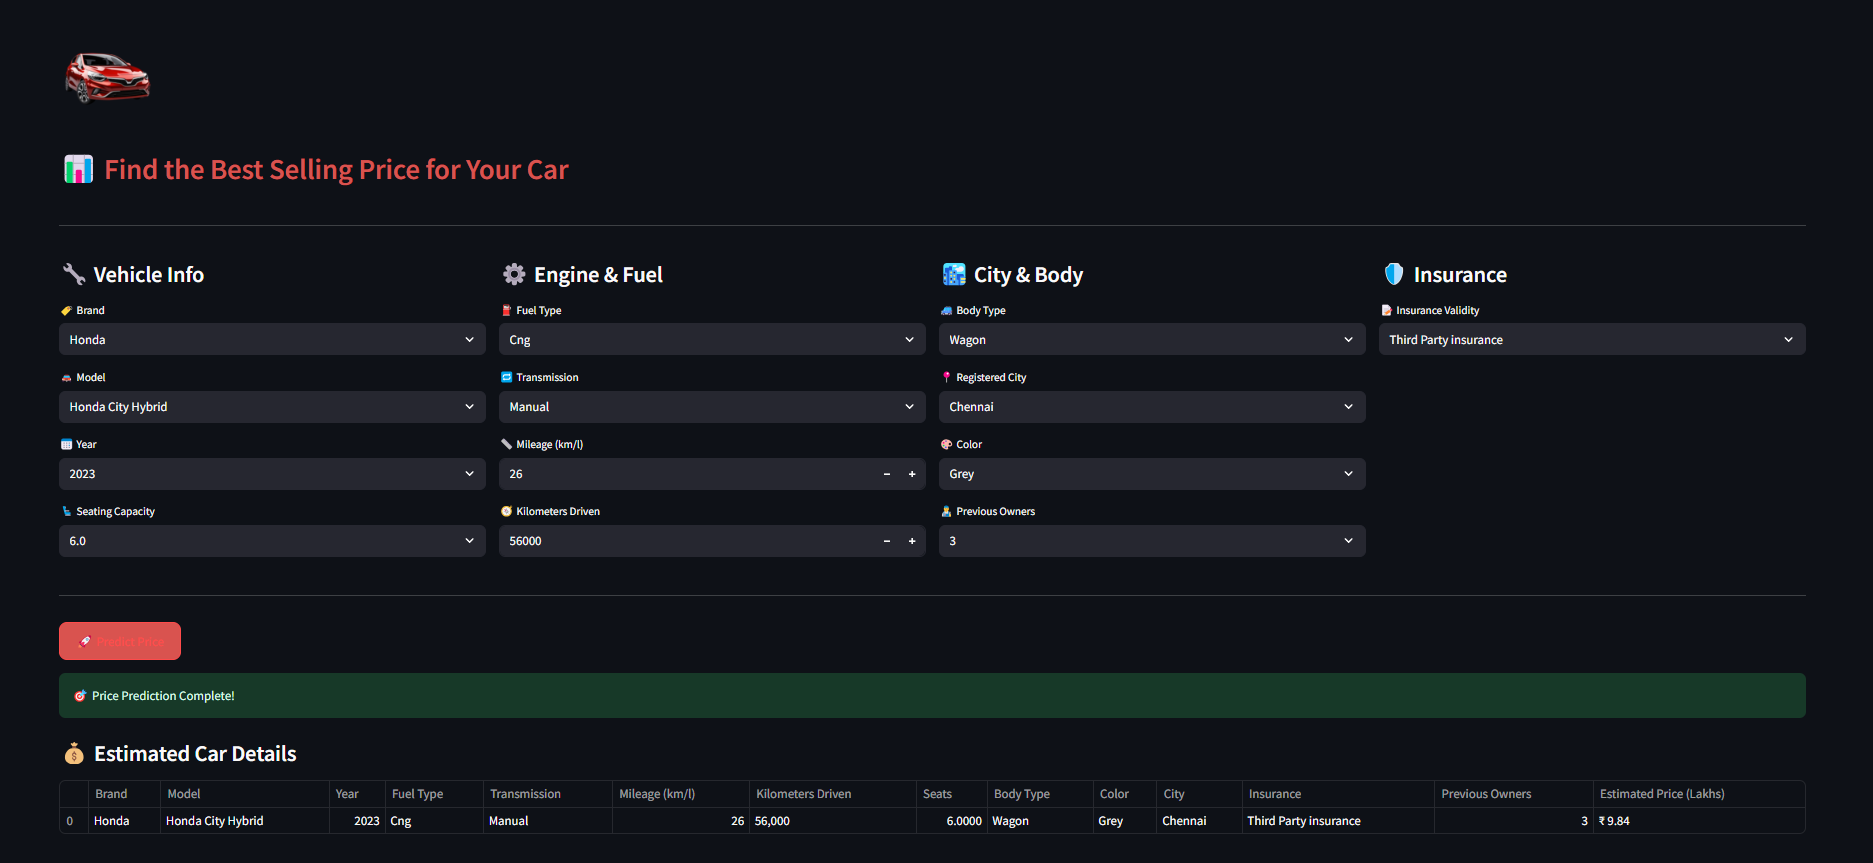 Find the Best Selling Price for Your Car
Vehicle Info
Brand
Honda
Model
Honda City Hybrid
Year
2023
Seating Capacity
6.0
Engine & Fuel
Fuel Type
Cng
Transmission
Manual
Mileage (km/l)
26
Kilometers Driven
56000
City & Body
Body Type
Wagon
Registered City
Chennai
Color
Grey
Previous Owners
3
Insurance
Insurance Validity
Third Party insurance
Predict Price
Price Prediction Complete!
Estimated Car Details
Brand Model Year Fuel Type Transmission Mileage (km/l) Kilometers Driven Seats Body Type Color City Insurance Previous Owners Estimated Price (Lakhs)
0 Honda Honda City Hybrid 2023 Cng Manual 26 56,000 6.0000 Wagon Grey Chennai Third Party insurance 3 ₹ 9.84